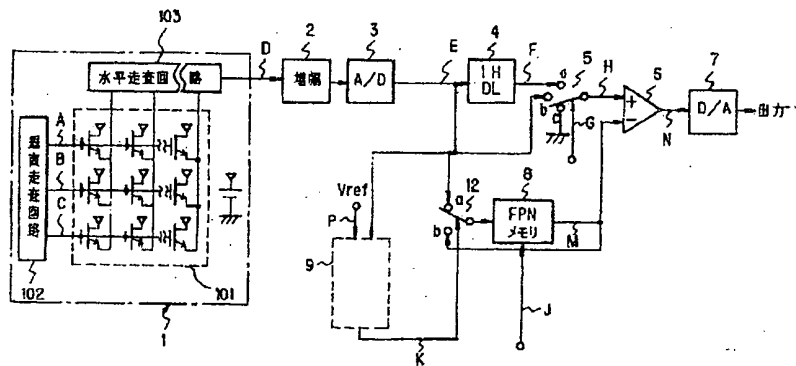 103
水平走査回路
D
2
増幅
3
A/D
E
4
1H
DL
F
a
b
c
5
G
H
+
−
6
N
7
D/A
出力
A
B
C
垂直走査回路
102
101
1
Vref
P
9
K
a
b
12
8
FPN
メモリ
M
J